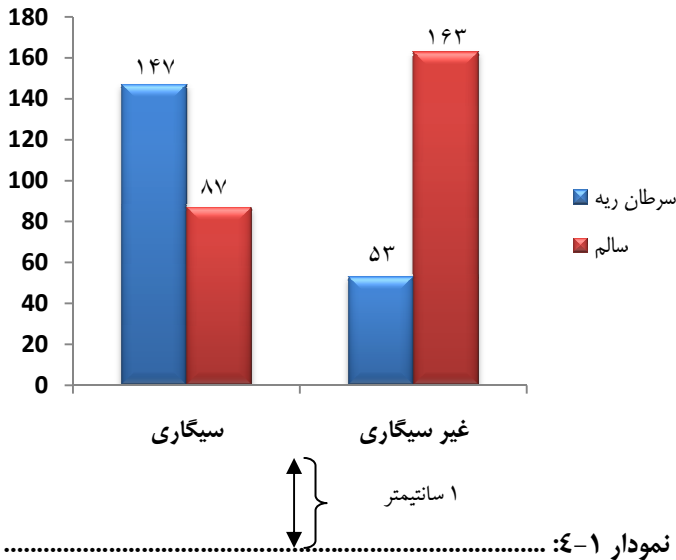 180
160
140
120
100
80
60
40
20
0
۱۴۷
۸۷
۵۳
۱۶۳
سرطان ریه
سالم
سیگاری
غیر سیگاری
۱ سانتیمتر
نمودار ۱-٤: ................................................................................